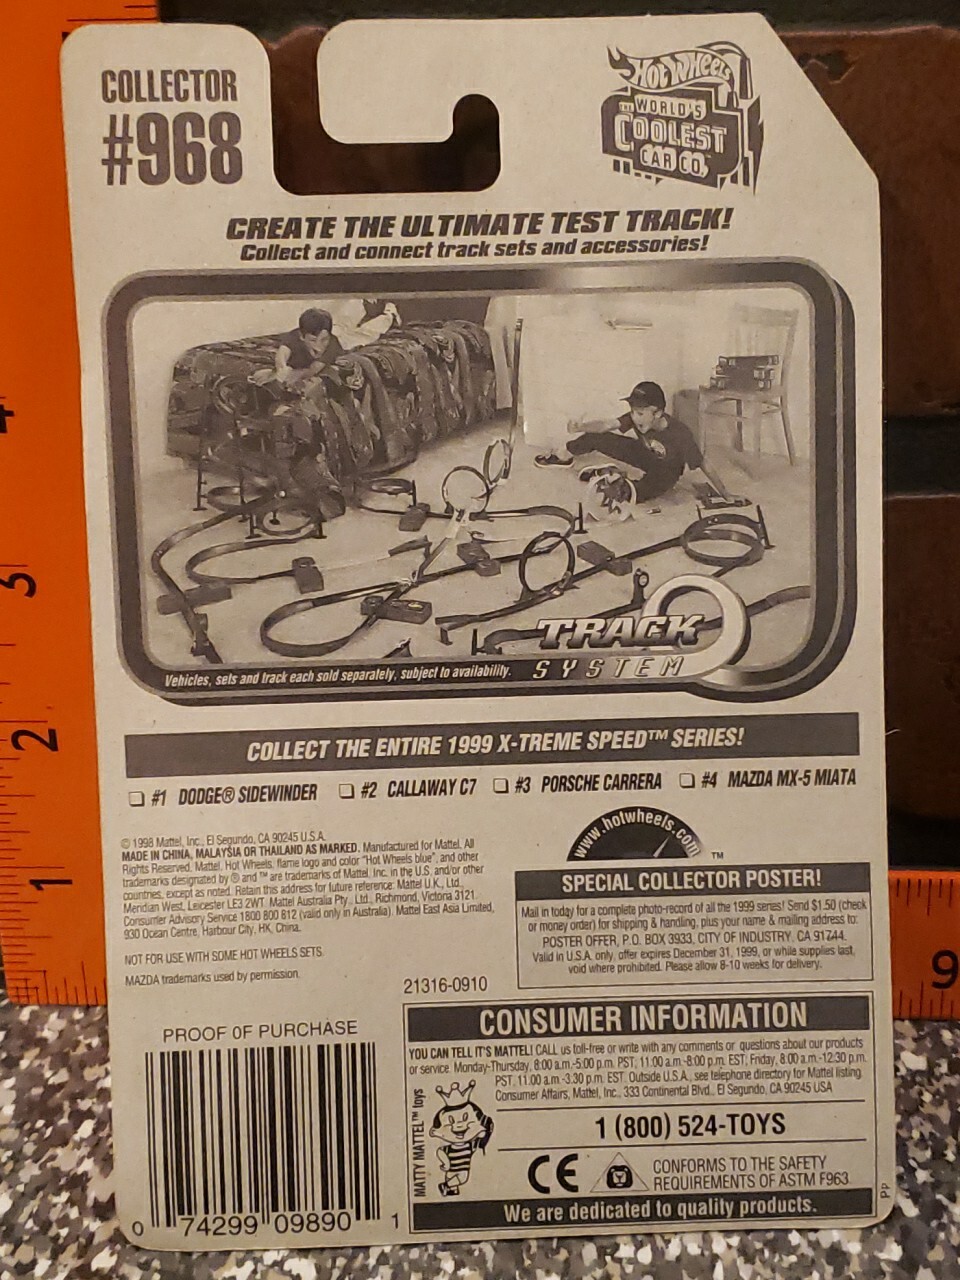 COLLECTOR
#968
Hot Wheels
THE WORLD'S
COOLEST
CAR CO.™
CREATE THE ULTIMATE TEST TRACK!
Collect and connect track sets and accessories!
TRACK
SYSTEM
Vehicles, sets and track each sold separately, subject to availability.
COLLECT THE ENTIRE 1999 X-TREME SPEED™ SERIES!
❏ #1 DODGE® SIDEWINDER ❏ #2 CALLAWAY C7 ❏ #3 PORSCHE CARRERA ❏ #4 MAZDA MX-5 MIATA
© 1998 Mattel, Inc., El Segundo, CA 90245 U.S.A.
MADE IN CHINA, MALAYSIA OR THAILAND AS MARKED. Manufactured for Mattel. All
Rights Reserved. Mattel, Hot Wheels, flame logo and color "Hot Wheels blue", and other
trademarks designated by ® and ™ are trademarks of Mattel, Inc. in the U.S. and/or other
countries, except as noted. Retain this address for future reference: Mattel U.K., Ltd.,
Meridian West, Leicester LE3 2WT. Mattel Australia Pty., Ltd., Richmond, Victoria 3121.
Consumer Advisory Service 1800 800 812 (valid only in Australia). Mattel East Asia Limited,
930 Ocean Centre, Harbour City, HK, China.
NOT FOR USE WITH SOME HOT WHEELS SETS.
MAZDA trademarks used by permission.
21316-0910
www.hotwheels.com ™
SPECIAL COLLECTOR POSTER!
Mail in today for a complete photo-record of all the 1999 series! Send $1.50 (check
or money order) for shipping & handling, plus your name & mailing address to:
POSTER OFFER, P.O. BOX 3933, CITY OF INDUSTRY, CA 91744.
Valid in U.S.A. only, offer expires December 31, 1999, or while supplies last,
void where prohibited. Please allow 8-10 weeks for delivery.
PROOF OF PURCHASE
0 74299 09890 1
CONSUMER INFORMATION
YOU CAN TELL IT'S MATTEL! CALL us toll-free or write with any comments or questions about our products
or service. Monday-Thursday, 8:00 a.m.-5:00 p.m. PST; 11:00 a.m.-8:00 p.m. EST; Friday, 8:00 a.m.-12:30 p.m.
PST, 11:00 a.m.-3:30 p.m. EST. Outside U.S.A., see telephone directory for Mattel listing.
Consumer Affairs, Mattel, Inc., 333 Continental Blvd., El Segundo, CA 90245 USA
MATTY MATTEL™ toys
1 (800) 524-TOYS
CE
CONFORMS TO THE SAFETY
REQUIREMENTS OF ASTM F963.
We are dedicated to quality products.
Pp
4
3
2
1
9